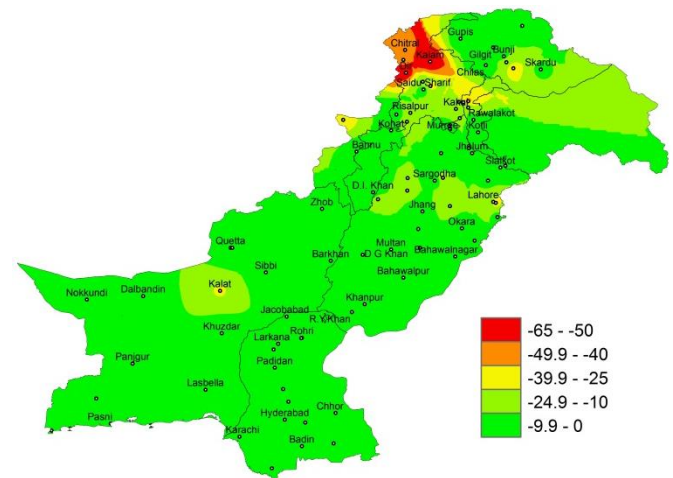 Gupis
Chitral
Kalam
Bunji
Gilgit
Dir
Skardu
Chilas
Saidu Sharif
Kakul
Risalpur
Rawalakot
Kohat
Murree
Kotli
Bannu
Jhelum
Sialkot
Sargodha
D.I. Khan
Lahore
Zhob
Jhang
Okara
Quetta
Multan
Barkhan
D G Khan
Bahawalnagar
Sibbi
Bahawalpur
Kalat
Dalbandin
Nokkundi
Khanpur
Jacobabad
R.Y.Khan
Khuzdar
Rohri
Larkana
Panjgur
Padidan
Lasbella
Pasni
Hyderabad
Chhor
Karachi
Badin
-65 - -50
-49.9 - -40
-39.9 - -25
-24.9 - -10
-9.9 - 0